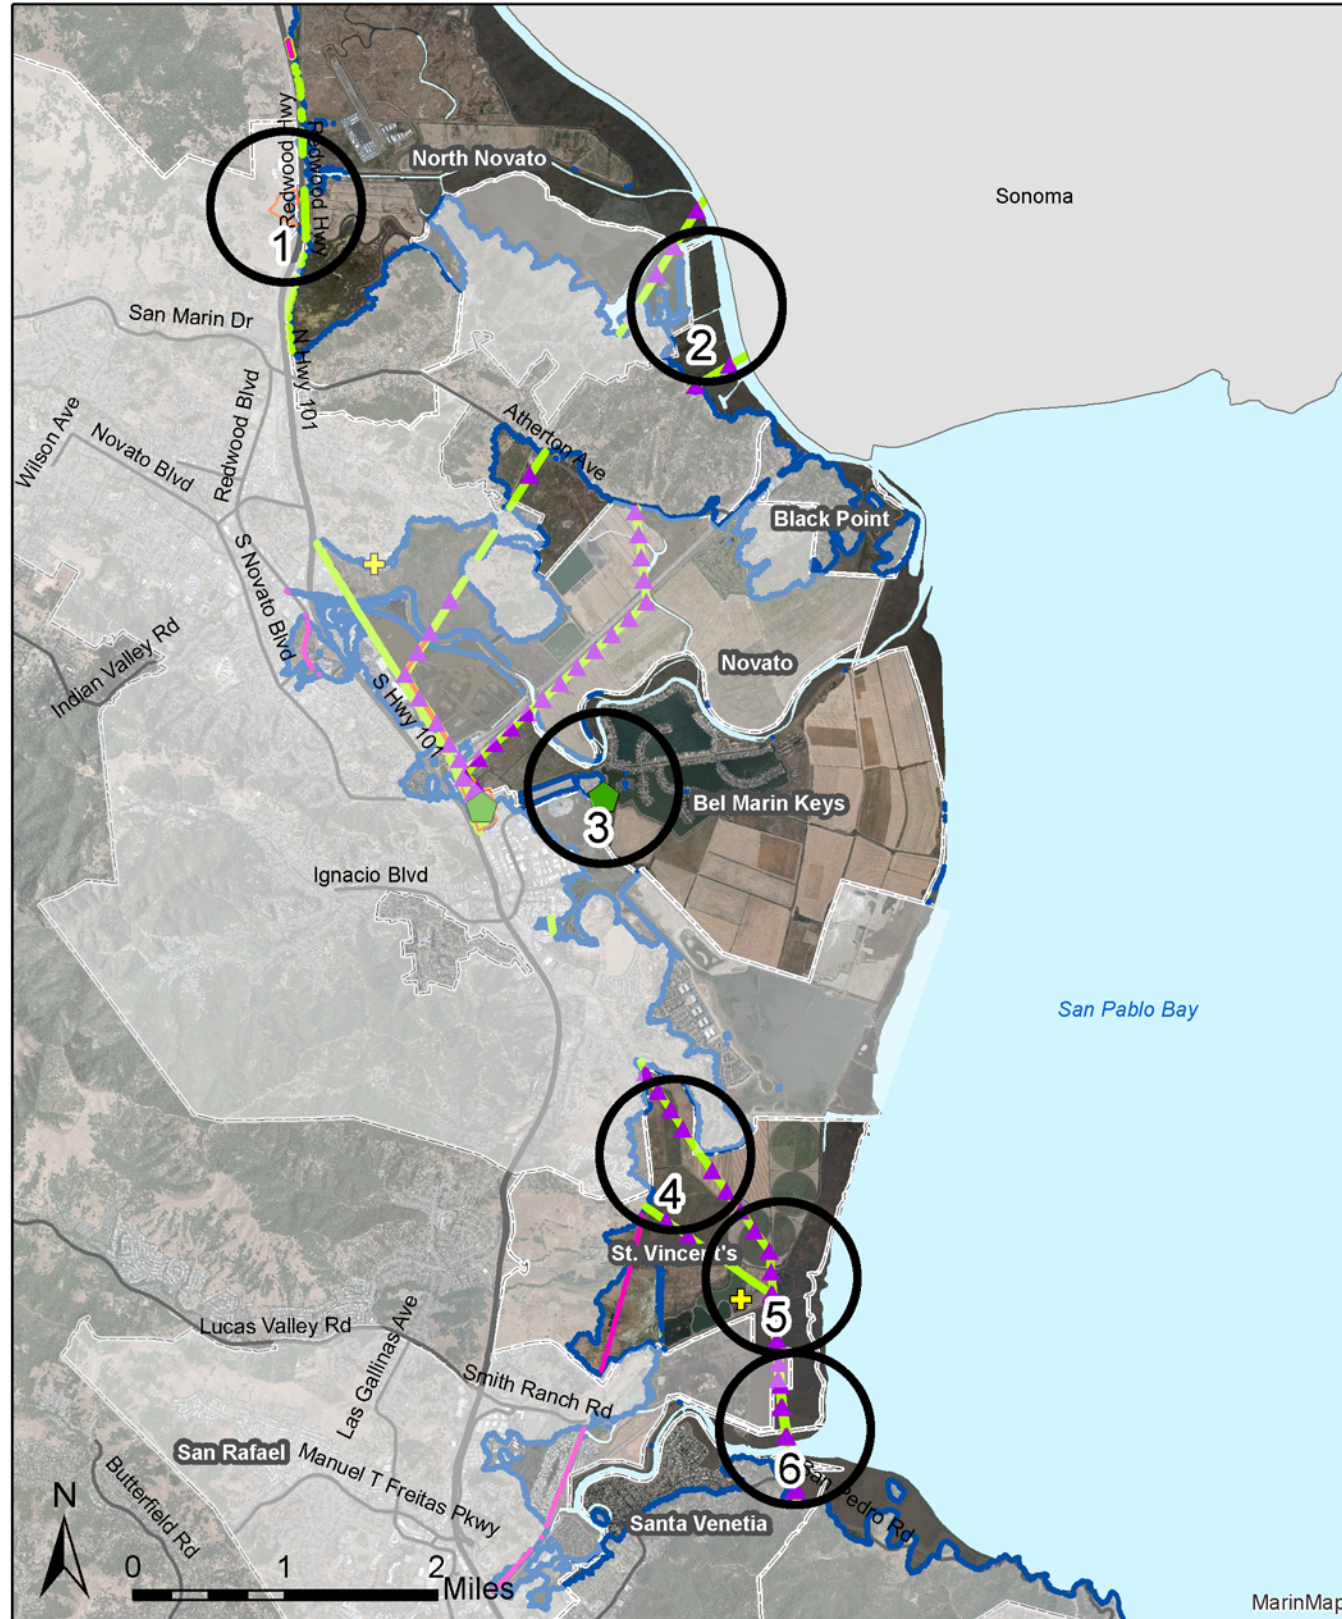 Redwood Hwy
Redwood Hwy
North Novato
Sonoma
1
San Marin Dr
N Hwy 101
2
Wilson Ave
Novato Blvd
Redwood Blvd
Atherton Ave
Black Point
S Novato Blvd
Indian Valley Rd
Novato
S Hwy 101
Bel Marin Keys
3
Ignacio Blvd
San Pablo Bay
4
St. Vincent's
5
Lucas Valley Rd
Las Gallinas Ave
Smith Ranch Rd
San Rafael
Manuel T Freitas Pkwy
6
San Pedro Rd
Butterfield Rd
Santa Venetia
N
0 1 2
Miles
MarinMap